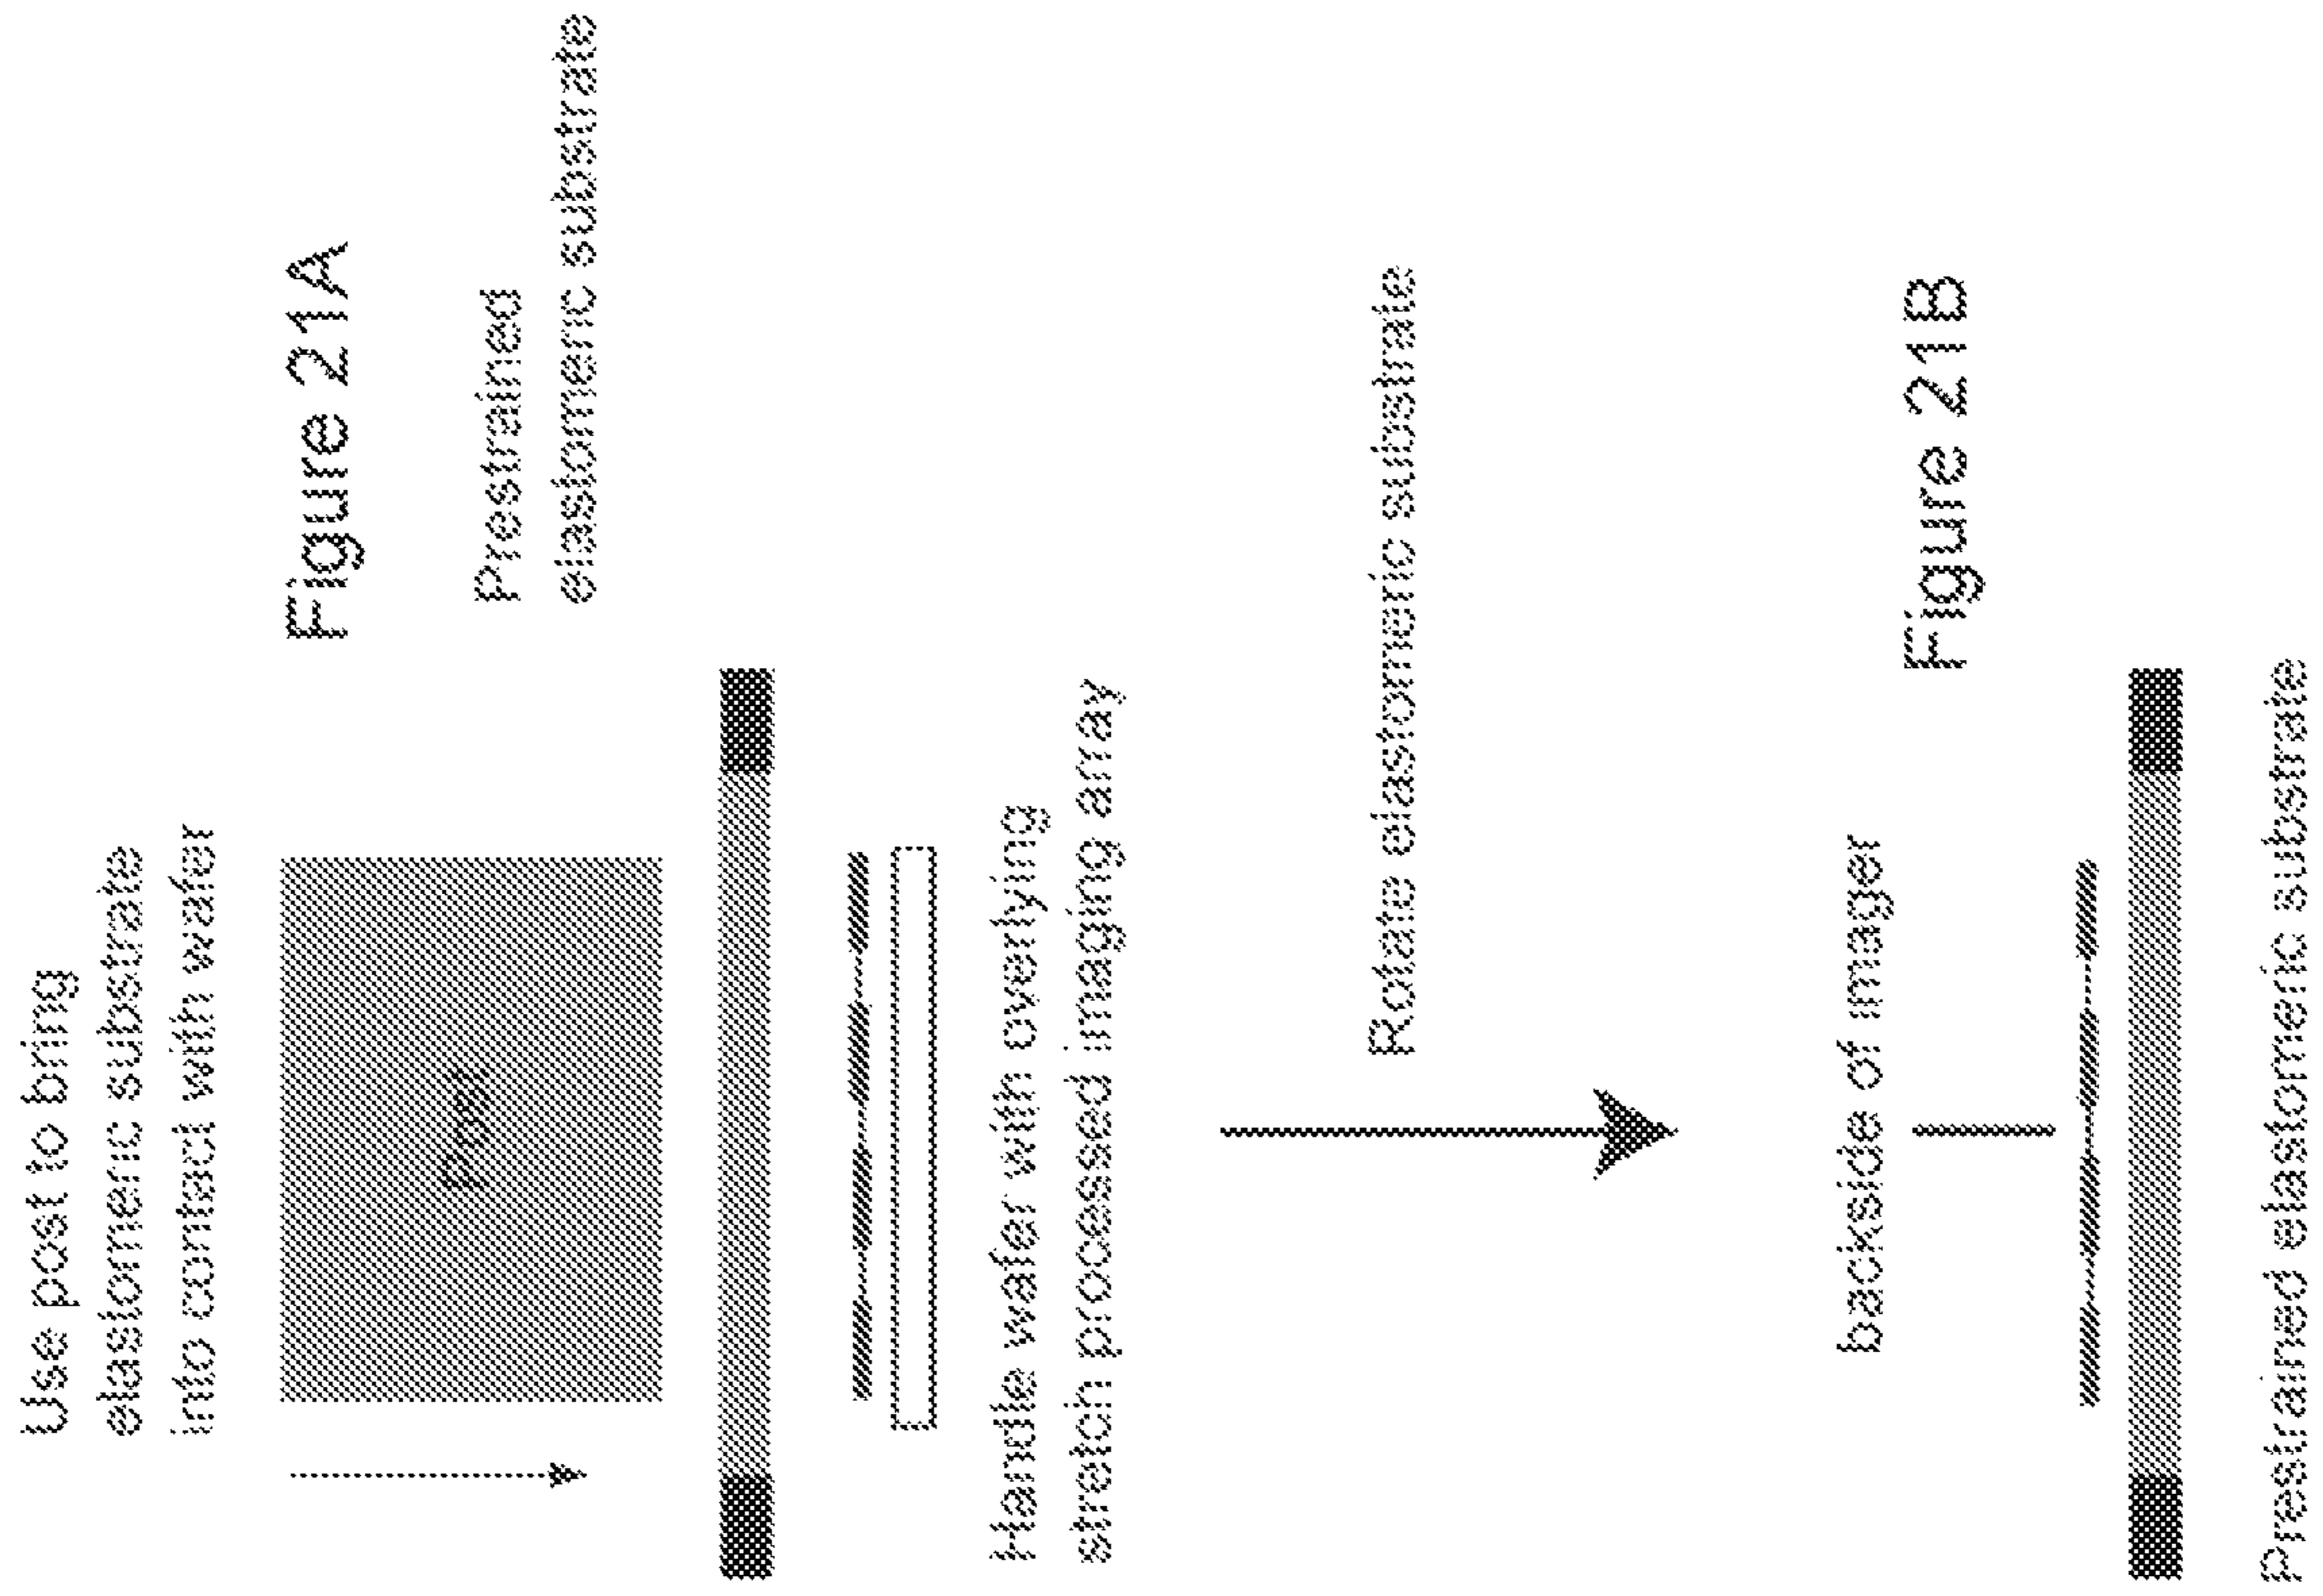 Use post to bring
elastomeric substrate
into contact with wafer
Figure 21A
Prestrained
elastomeric substrate
Handle wafer with overlying
stretch processed imaging array
Rotate elastomeric substrate
backside of imager
Figure 21B
Prestrained elastomeric substrate